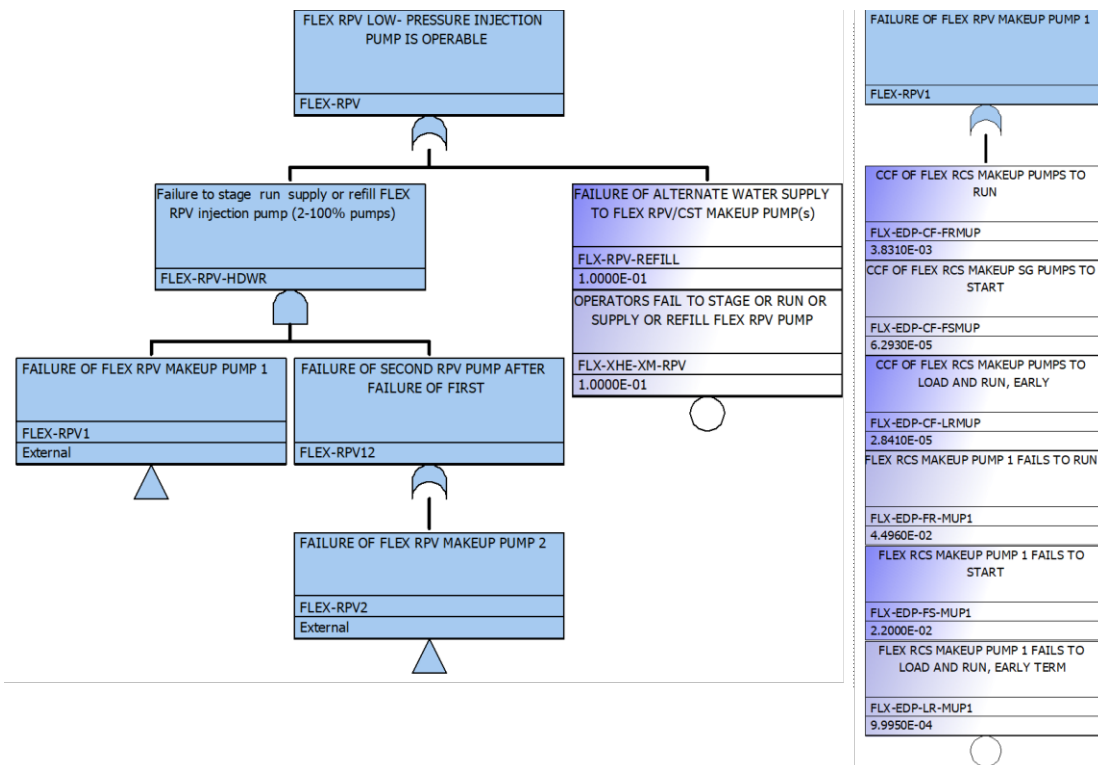 FLEX RPV LOW- PRESSURE INJECTION
PUMP IS OPERABLE
FLEX-RPV
Failure to stage run supply or refill FLEX
RPV injection pump (2-100% pumps)
FLEX-RPV-HDWR
FAILURE OF ALTERNATE WATER SUPPLY
TO FLEX RPV/CST MAKEUP PUMP(s)
FLX-RPV-REFILL
1.0000E-01
OPERATORS FAIL TO STAGE OR RUN OR
SUPPLY OR REFILL FLEX RPV PUMP
FLX-XHE-XM-RPV
1.0000E-01
FAILURE OF FLEX RPV MAKEUP PUMP 1
FLEX-RPV1
External
FAILURE OF SECOND RPV PUMP AFTER
FAILURE OF FIRST
FLEX-RPV12
FAILURE OF FLEX RPV MAKEUP PUMP 2
FLEX-RPV2
External
FAILURE OF FLEX RPV MAKEUP PUMP 1
FLEX-RPV1
CCF OF FLEX RCS MAKEUP PUMPS TO
RUN
FLX-EDP-CF-FRMUP
3.8310E-03
CCF OF FLEX RCS MAKEUP SG PUMPS TO
START
FLX-EDP-CF-FSMUP
6.2930E-05
CCF OF FLEX RCS MAKEUP PUMPS TO
LOAD AND RUN, EARLY
FLX-EDP-CF-LRMUP
2.8410E-05
FLEX RCS MAKEUP PUMP 1 FAILS TO RUN
FLX-EDP-FR-MUP1
4.4960E-02
FLEX RCS MAKEUP PUMP 1 FAILS TO
START
FLX-EDP-FS-MUP1
2.2000E-02
FLEX RCS MAKEUP PUMP 1 FAILS TO
LOAD AND RUN, EARLY TERM
FLX-EDP-LR-MUP1
9.9950E-04